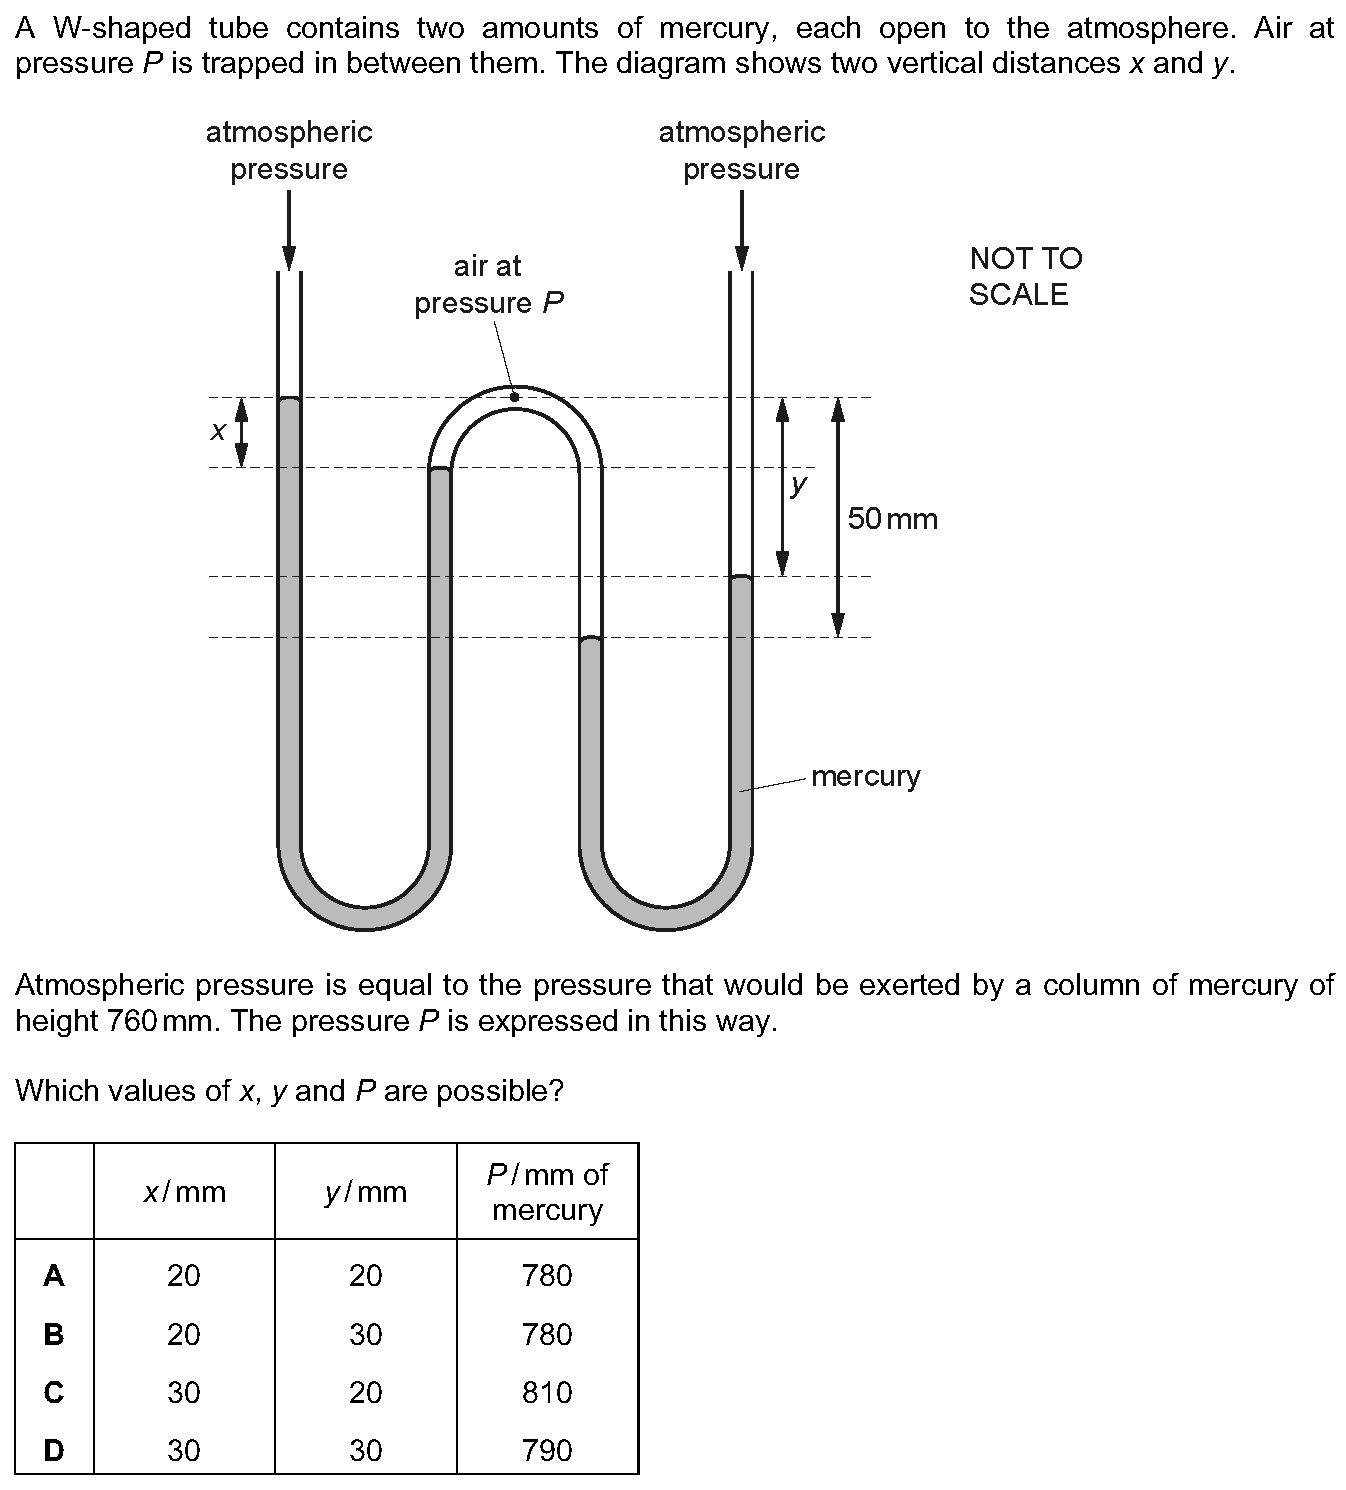 A W-shaped tube contains two amounts of mercury, each open to the atmosphere. Air at
pressure P is trapped in between them. The diagram shows two vertical distances x and y.
atmospheric
pressure
atmospheric
pressure
air at
pressure P
NOT TO
SCALE
x
y
50 mm
mercury
Atmospheric pressure is equal to the pressure that would be exerted by a column of mercury of
height 760 mm. The pressure P is expressed in this way.
Which values of x, y and P are possible?
x/mm y/mm P/mm of
mercury
A 20 20 780
B 20 30 780
C 30 20 810
D 30 30 790